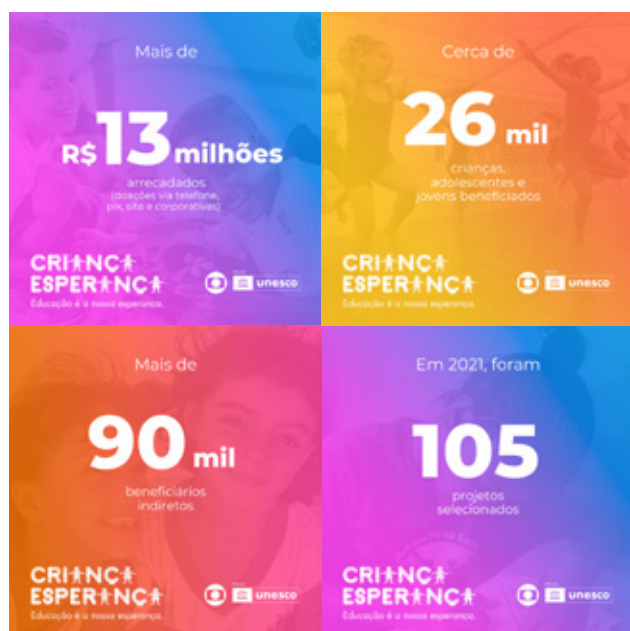 Mais de
R$ 13 milhões
arrecadados
(doações via telefone,
pix, site e corporativas)
CRIANÇA
ESPERANÇA
unesco
Educação é a nossa esperança.
Cerca de
26 mil
crianças,
adolescentes e
jovens beneficiados
CRIANÇA
ESPERANÇA
unesco
Educação é a nossa esperança.
Mais de
90 mil
beneficiários
indiretos
CRIANÇA
ESPERANÇA
unesco
Educação é a nossa esperança.
Em 2021, foram
105
projetos
selecionados
CRIANÇA
ESPERANÇA
unesco
Educação é a nossa esperança.